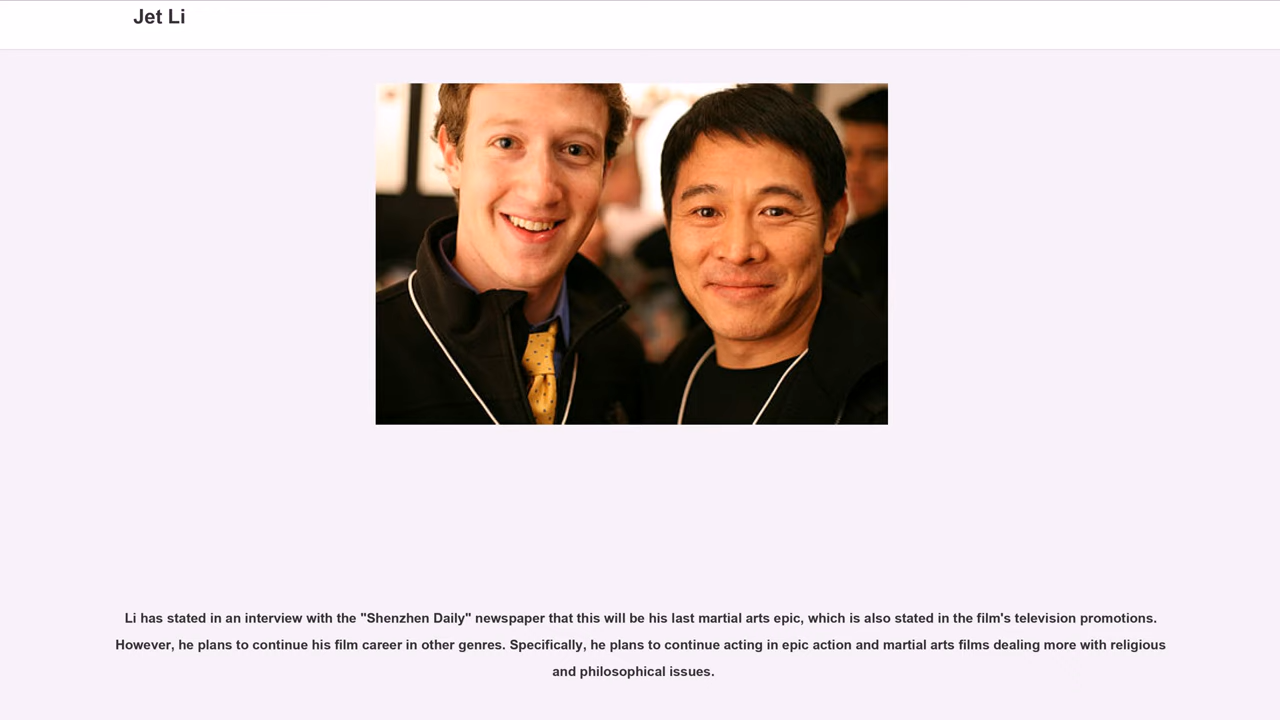 Jet Li
Li has stated in an interview with the "Shenzhen Daily" newspaper that this will be his last martial arts epic, which is also stated in the film's television promotions.
However, he plans to continue his film career in other genres. Specifically, he plans to continue acting in epic action and martial arts films dealing more with religious
and philosophical issues.